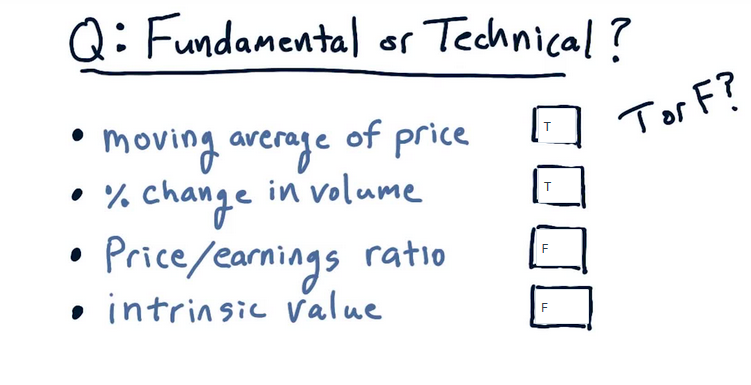 Q: Fundamental or Technical?
T or F?
• moving average of price T
• % change in volume T
• Price/earnings ratio F
• intrinsic value F